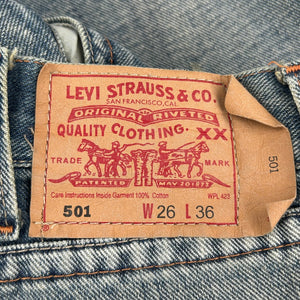 LEVI STRAUSS & CO.
SAN FRANCISCO, CAL.
ORIGINAL RIVETED
QUALITY CLOTHING. XX
TRADE MARK
PATENTED MAY 20 1873
Care Instructions Inside Garment 100% Cotton WPL 423
501 W 26 L 36
501